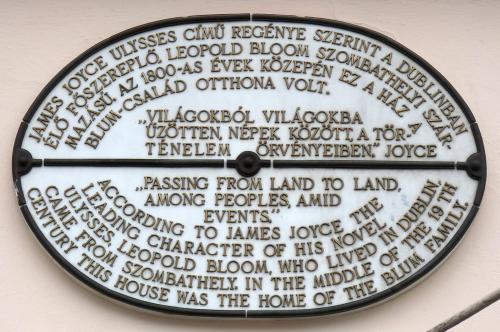 JAMES JOYCE ULYSSES CÍMŰ REGÉNYE SZERINT A DUBLINBAN
ÉLŐ FŐSZEREPLŐ, LEOPOLD BLOOM SZOMBATHELYI SZÁR-
MAZÁSÚ. AZ 1800-AS ÉVEK KÖZEPÉN EZ A HÁZ A
BLUM-CSALÁD OTTHONA VOLT.
„VILÁGOKBÓL VILÁGOKBA
ŰZÖTTEN, NÉPEK KÖZÖTT, A TÖR-
TÉNELEM ÖRVÉNYEIBEN," JOYCE
„PASSING FROM LAND TO LAND,
AMONG PEOPLES, AMID
EVENTS."
ACCORDING TO JAMES JOYCE THE
LEADING CHARACTER OF HIS NOVEL
ULYSSES, LEOPOLD BLOOM, WHO LIVED IN DUBLIN
CAME FROM SZOMBATHELY. IN THE MIDDLE OF THE 19 TH
CENTURY THIS HOUSE WAS THE HOME OF THE BLUM FAMILY.